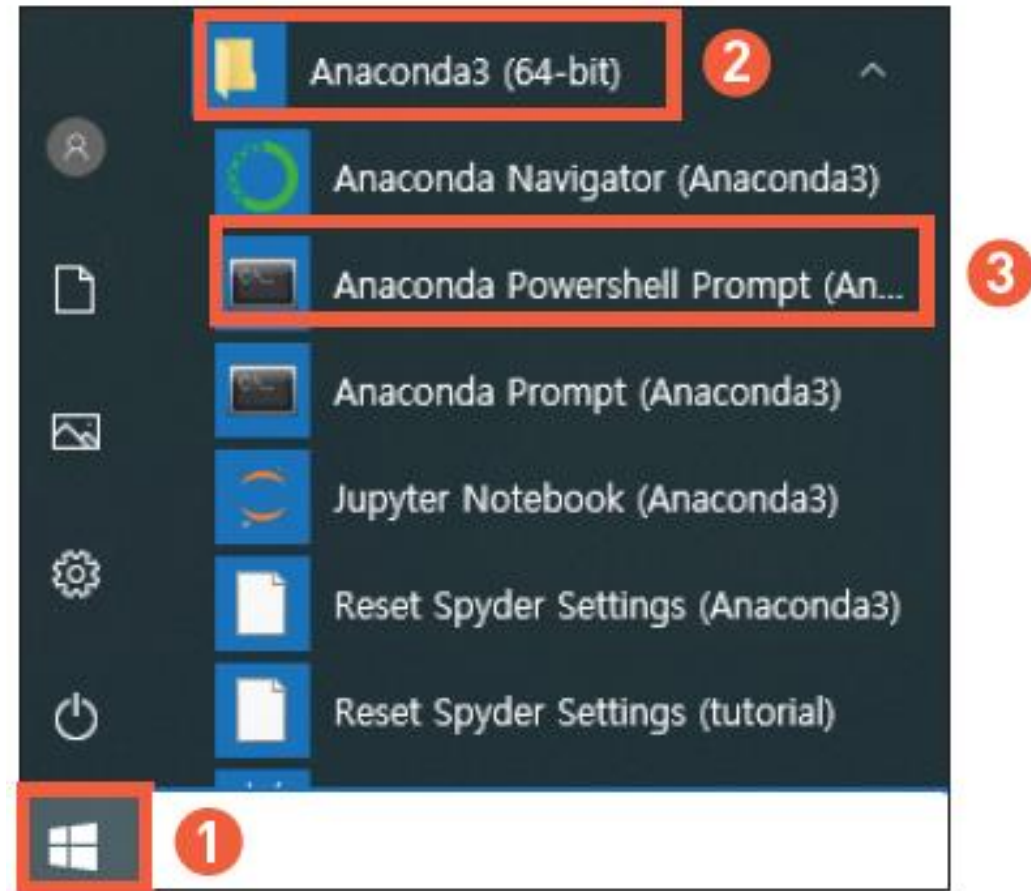 Anaconda3 (64-bit) 2
Anaconda Navigator (Anaconda3)
Anaconda Powershell Prompt (An... 3
Anaconda Prompt (Anaconda3)
Jupyter Notebook (Anaconda3)
Reset Spyder Settings (Anaconda3)
Reset Spyder Settings (tutorial)
1